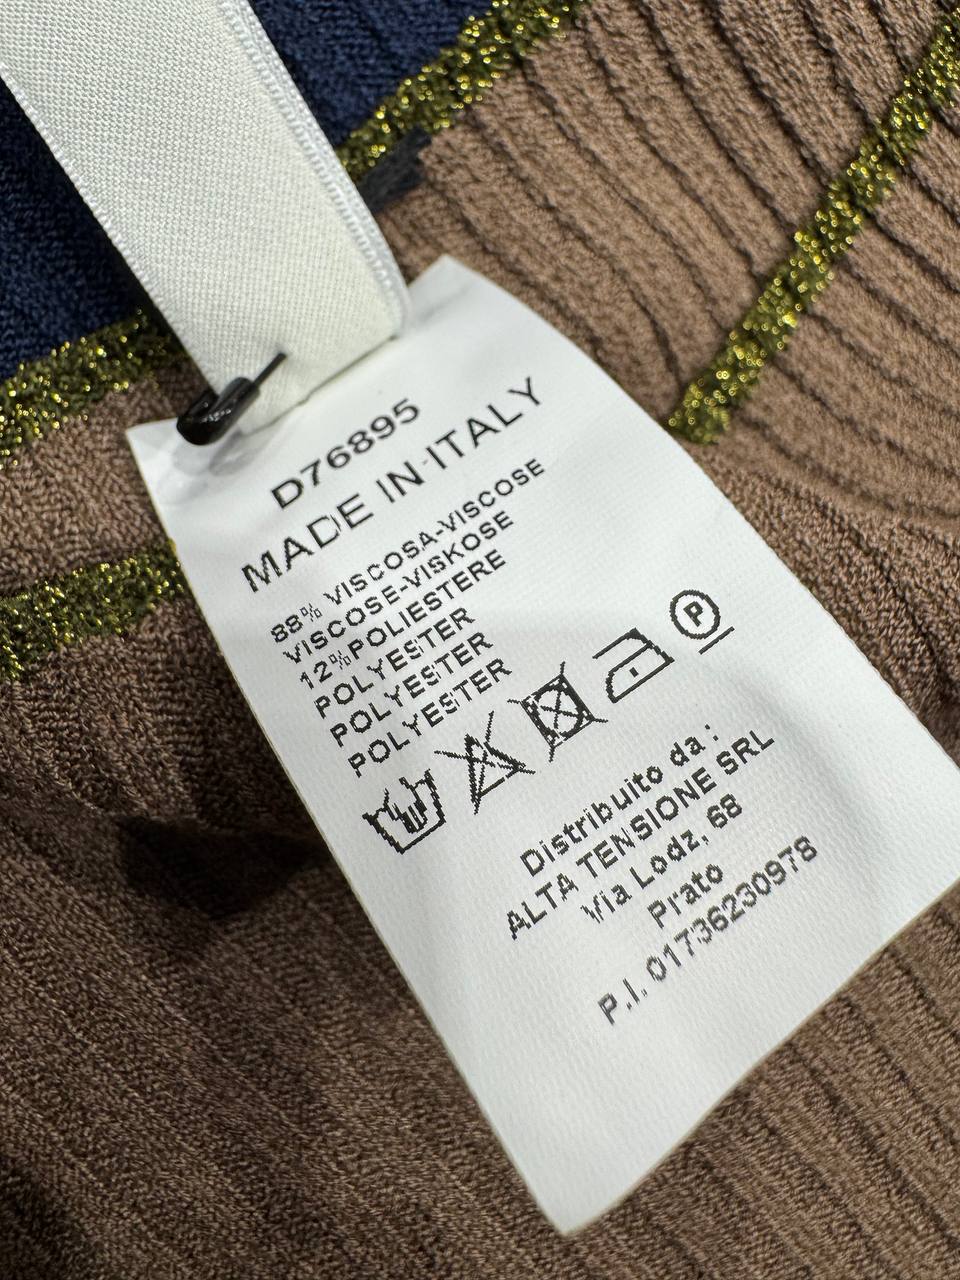 D76895
MADE IN ITALY
88% VISCOSA-VISCOSE
VISCOSE-VISKOSE
12% POLIESTERE
POLYESTER
POLYESTER
POLYESTER
P
Distribuito da :
ALTA TENSIONE SRL
Via Lodz, 68
Prato
P.I. 01736230978